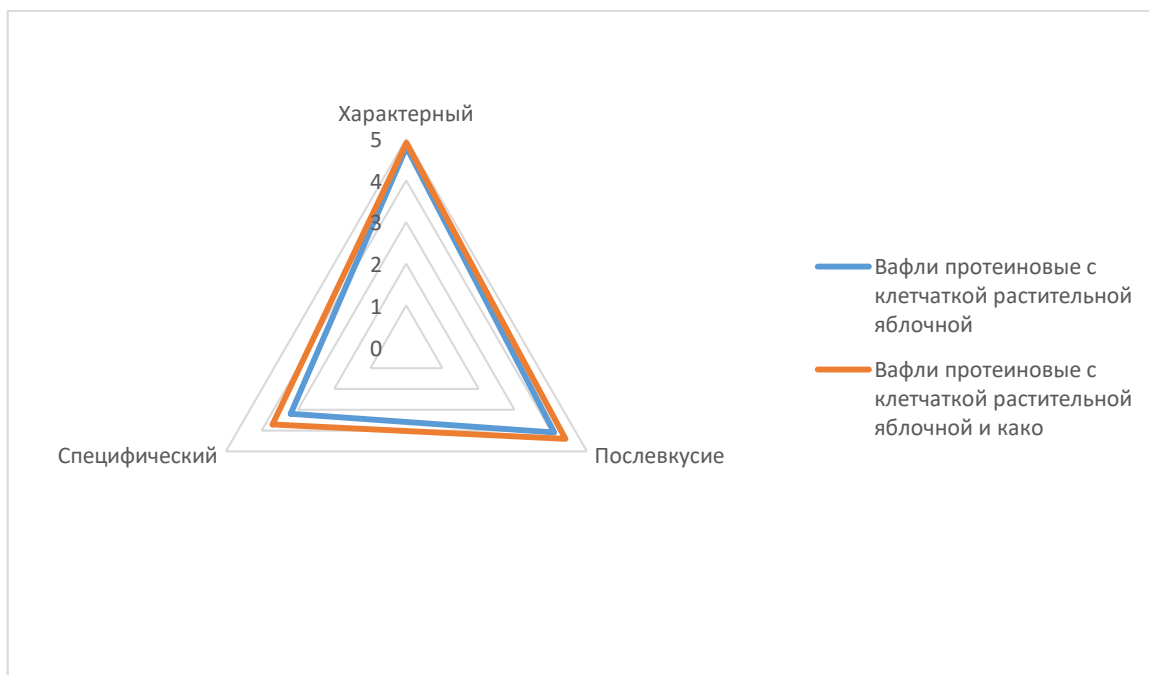 Характерный
5
4
3
2
1
0
Специфический
Послевкусие
Вафли протеиновые с
клетчаткой растительной
яблочной
Вафли протеиновые с
клетчаткой растительной
яблочной и како